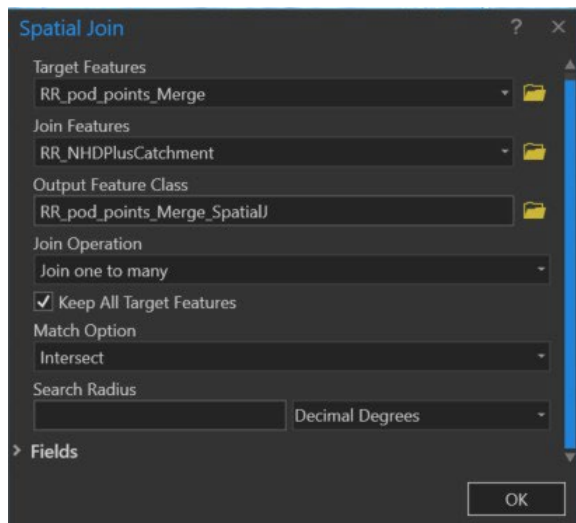 Spatial Join ? ×
Target Features
RR_pod_points_Merge
Join Features
RR_NHDPlusCatchment
Output Feature Class
RR_pod_points_Merge_SpatialJ
Join Operation
Join one to many
Keep All Target Features
Match Option
Intersect
Search Radius
Decimal Degrees
Fields
OK